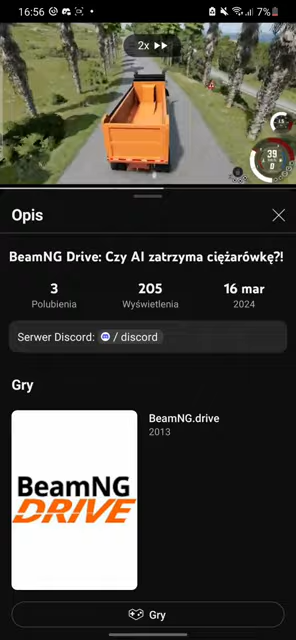 16:56
7%
2x
39
Opis
BeamNG Drive: Czy AI zatrzyma ciężarówkę?!
3
205
16 mar
Polubienia
Wyświetlenia
2024
Serwer Discord: / discord
Gry
BeamNG.drive
2013
BeamNG
DRIVE
Gry